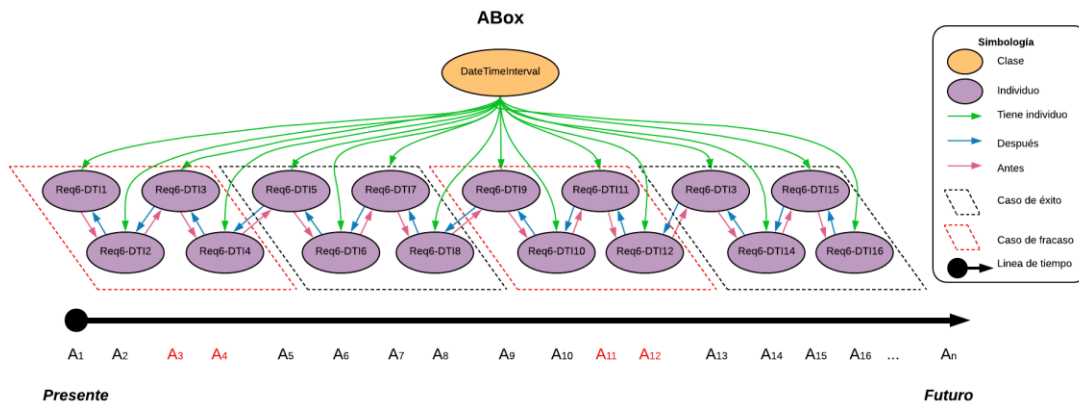 ABox
DateTimeInterval
Simbología
Clase
Individuo
Tiene individuo
Después
Antes
Caso de éxito
Caso de fracaso
Linea de tiempo
Req6-DTI1 Req6-DTI3 Req6-DTI5 Req6-DTI7 Req6-DTI9 Req6-DTI11 Req6-DTI3 Req6-DTI15
Req6-DTI2 Req6-DTI4 Req6-DTI6 Req6-DTI8 Req6-DTI10 Req6-DTI12 Req6-DTI14 Req6-DTI16
A1 A2 A3 A4 A5 A6 A7 A8 A9 A10 A11 A12 A13 A14 A15 A16 ... An
Presente Futuro